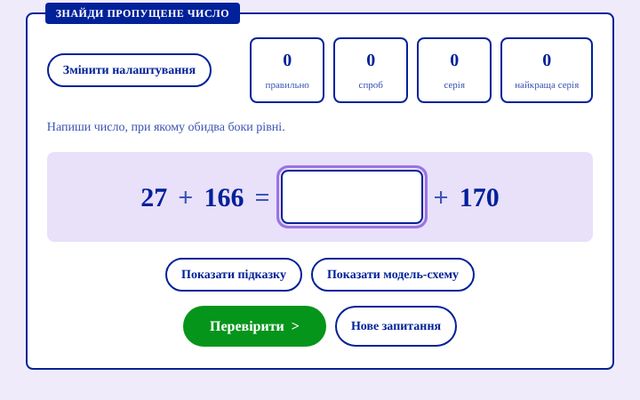 ЗНАЙДИ ПРОПУЩЕНЕ ЧИСЛО
Змінити налаштування
0
правильно
0
спроб
0
серія
0
найкраща серія
Напиши число, при якому обидва боки рівні.
27 + 166 = + 170
Показати підказку
Показати модель-схему
Перевірити >
Нове запитання